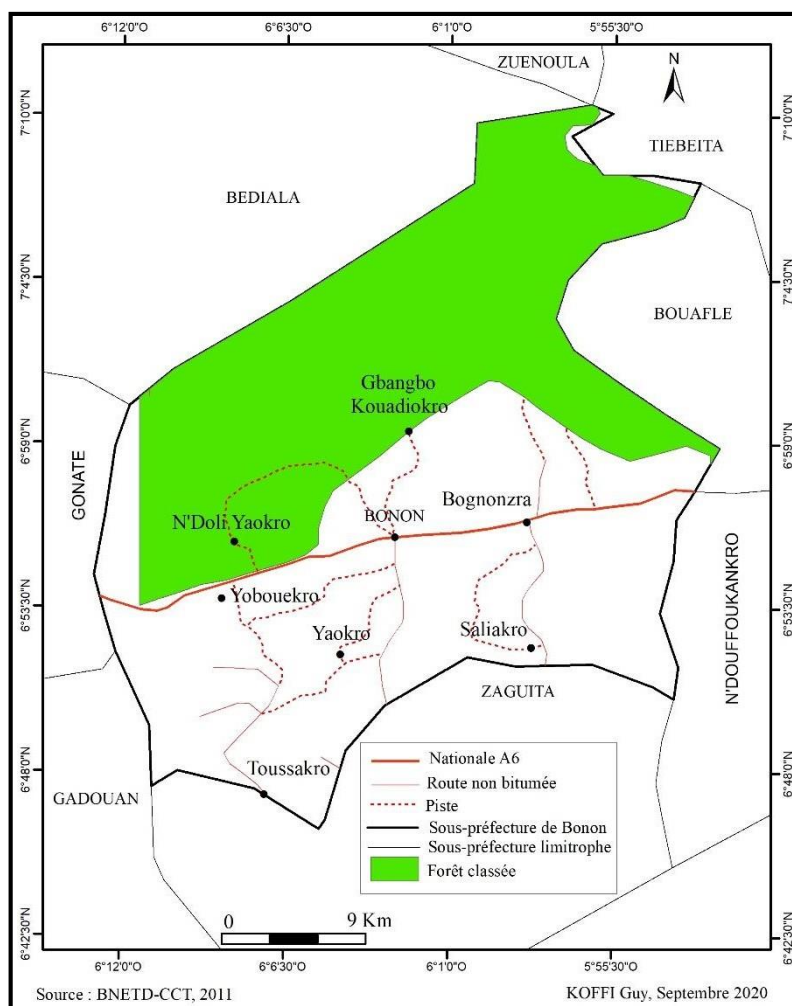 6°12'0"O
6°6'30"O
6°1'0"O
5°55'30"O
ZUENOULA
N
7°10'0"N
7°10'0"N
TIEBEITA
BEDIALA
7°4'30"N
7°4'30"N
BOUAFLE
Gbangbo
Kouadiokro
6°59'0"N
6°59'0"N
GONATE
Bognonzra
N'Doli Yaokro
BONON
Yobouekro
6°53'30"N
6°53'30"N
Yaokro
Saliakro
N'DOUFFOUKANKRO
ZAGUITA
Nationale A6
Toussakro
Route non bitumée
6°48'0"N
6°48'0"N
GADOUAN
Piste
Sous-préfecture de Bonon
Sous-préfecture limitrophe
Forêt classée
0 9 Km
6°42'30"N
6°42'30"N
6°12'0"O
6°6'30"O
6°1'0"O
5°55'30"O
Source : BNETD-CCT, 2011
KOFFI Guy, Septembre 2020